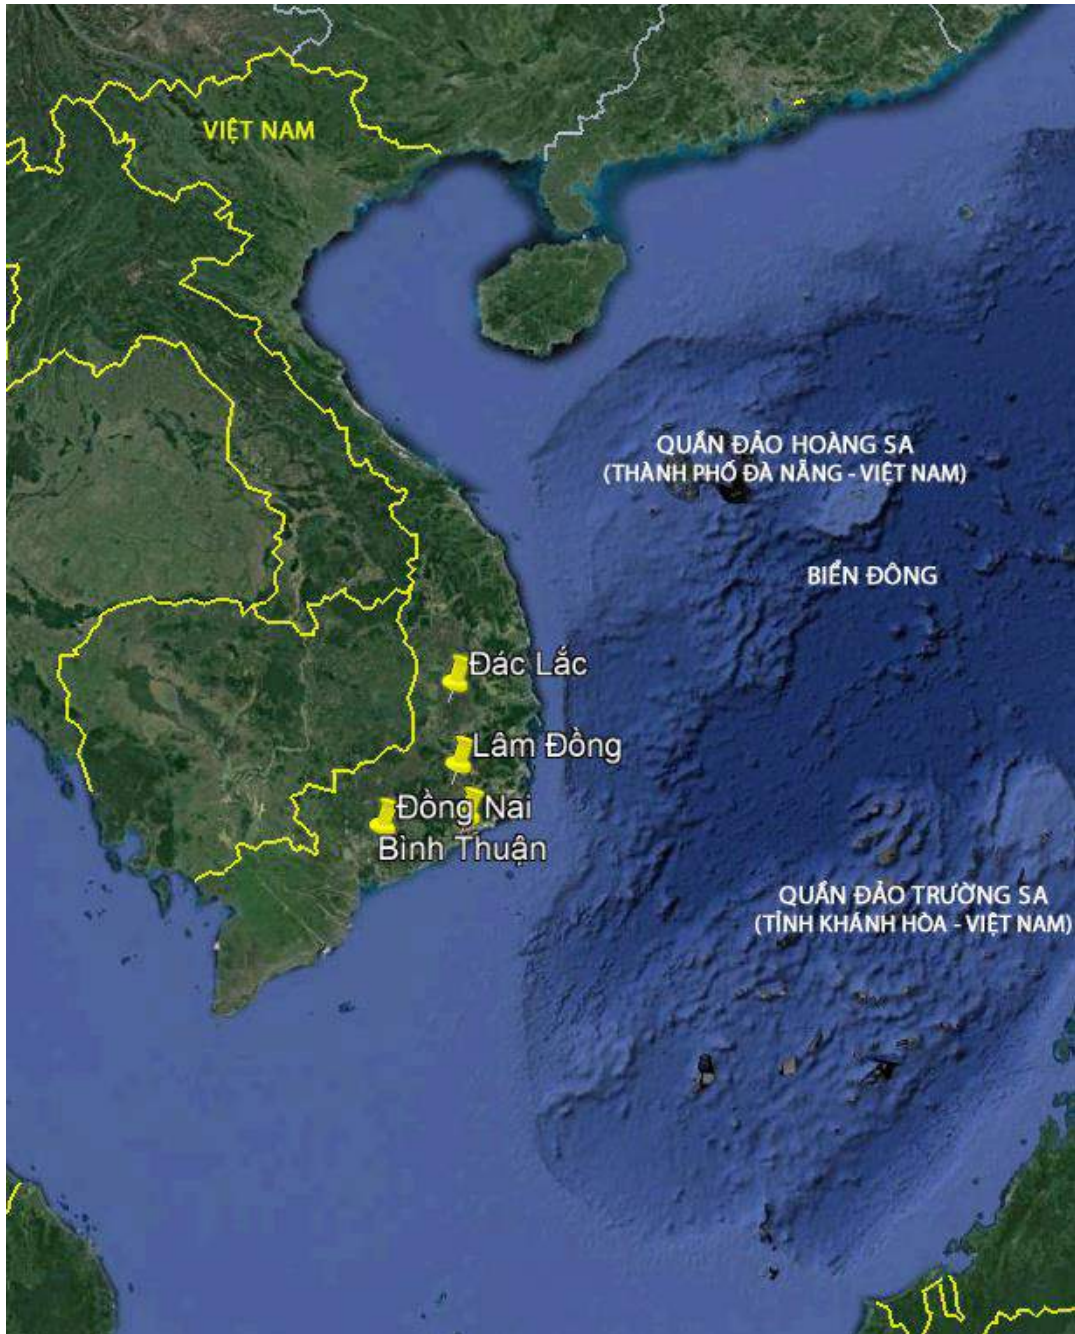 VIỆT NAM
QUẦN ĐẢO HOÀNG SA
(THÀNH PHỐ ĐÀ NẴNG - VIỆT NAM)
BIỂN ĐÔNG
Đác Lắc
Lâm Đồng
Đồng Nai
Bình Thuận
QUẦN ĐẢO TRƯỜNG SA
(TỈNH KHÁNH HÒA - VIỆT NAM)